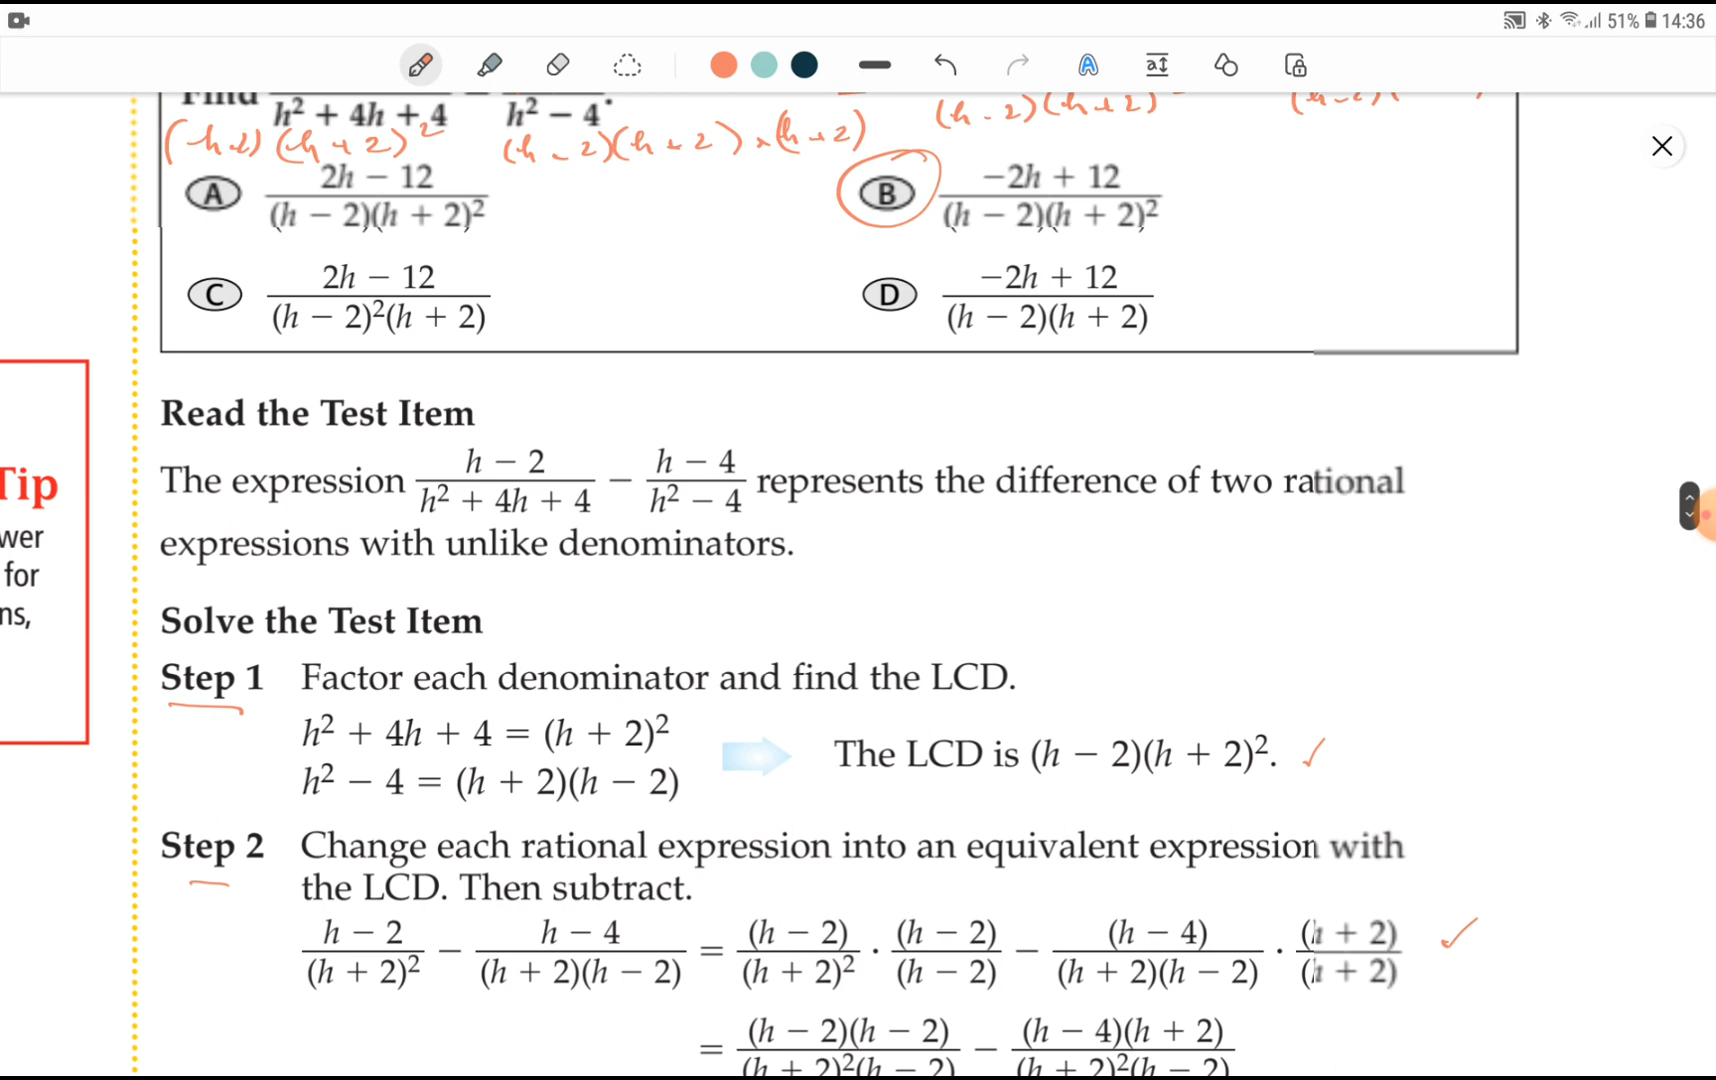 51% 14:36
Find h² + 4h + 4 h² − 4.
(h-2)(h+2)
(h+2)² (h-2)(h+2)×(h+2)
A (2h − 12)/((h − 2)(h + 2)²) B (−2h + 12)/((h − 2)(h + 2)²)
C (2h − 12)/((h − 2)²(h + 2)) D (−2h + 12)/((h − 2)(h + 2))
Tip
wer
for
ns,
Read the Test Item
The expression (h − 2)/(h² + 4h + 4) − (h − 4)/(h² − 4) represents the difference of two rational
expressions with unlike denominators.
Solve the Test Item
Step 1 Factor each denominator and find the LCD.
h² + 4h + 4 = (h + 2)²
h² − 4 = (h + 2)(h − 2)
The LCD is (h − 2)(h + 2)².
Step 2 Change each rational expression into an equivalent expression with
the LCD. Then subtract.
(h − 2)/(h + 2)² − (h − 4)/((h + 2)(h − 2)) = (h − 2)/(h + 2)² · (h − 2)/(h − 2) − (h − 4)/((h + 2)(h − 2)) · (h + 2)/(h + 2)
= (h − 2)(h − 2)/((h + 2)²(h − 2)) − (h − 4)(h + 2)/((h + 2)²(h − 2))